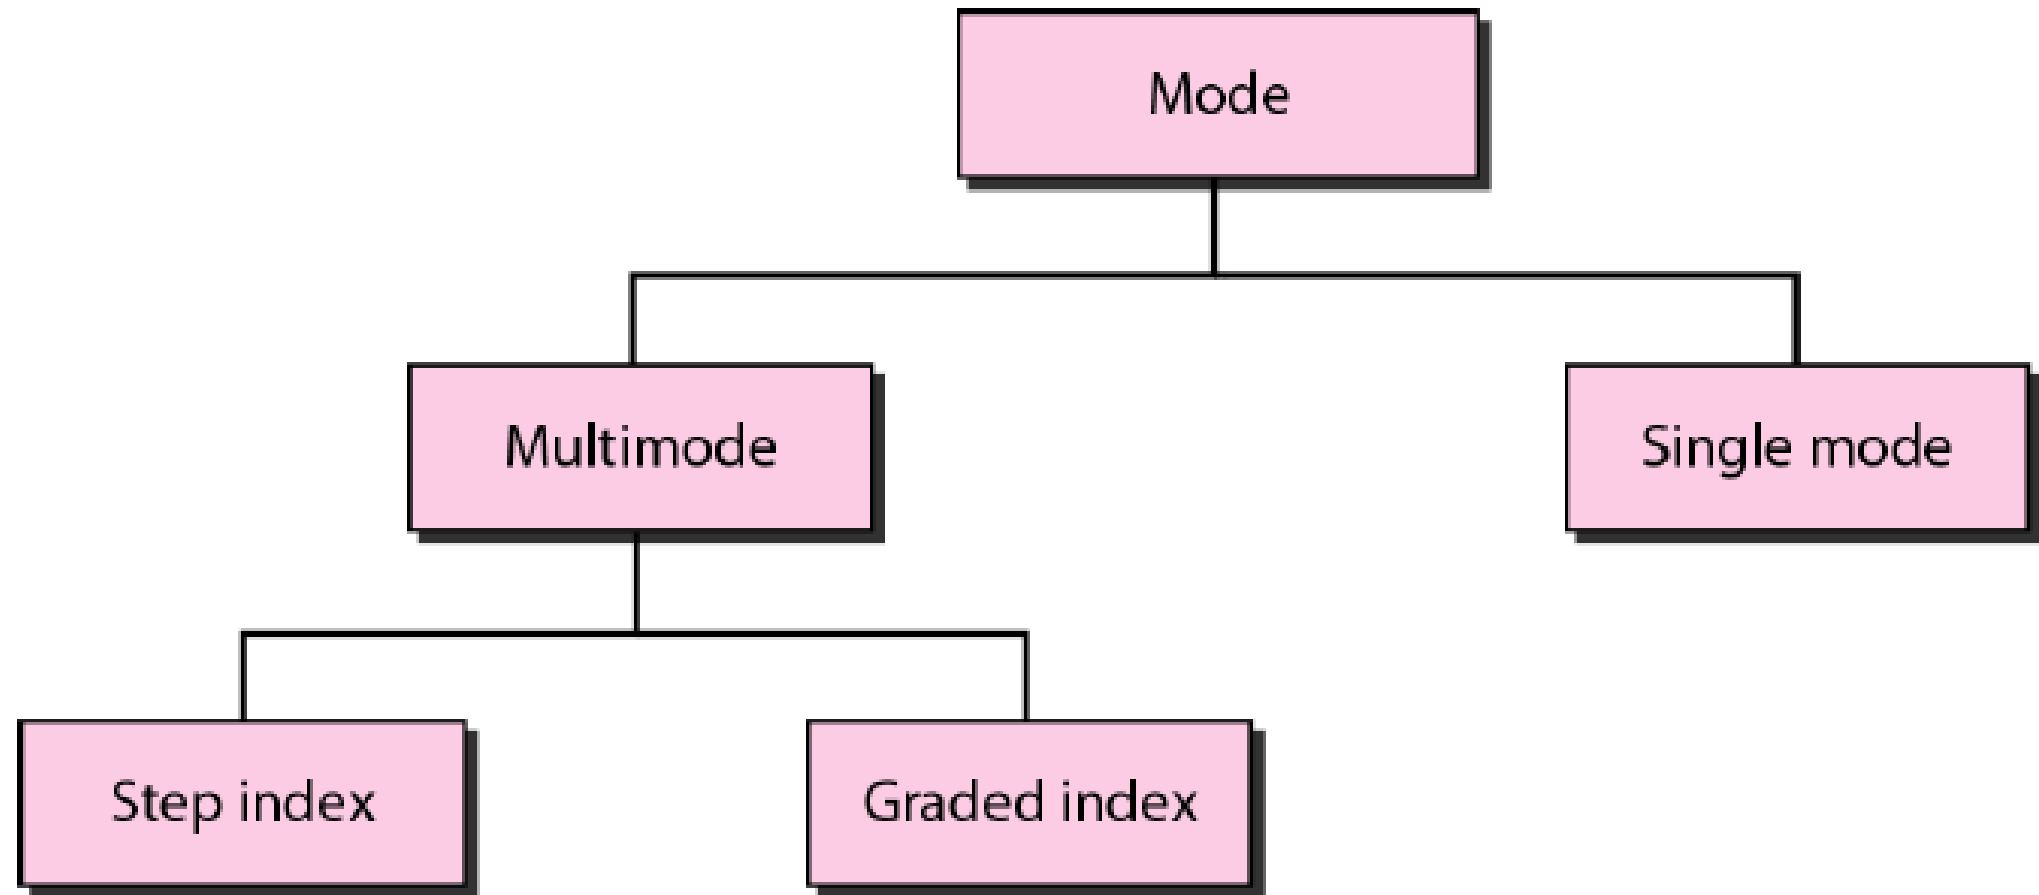 Mode
Multimode
Single mode
Step index
Graded index